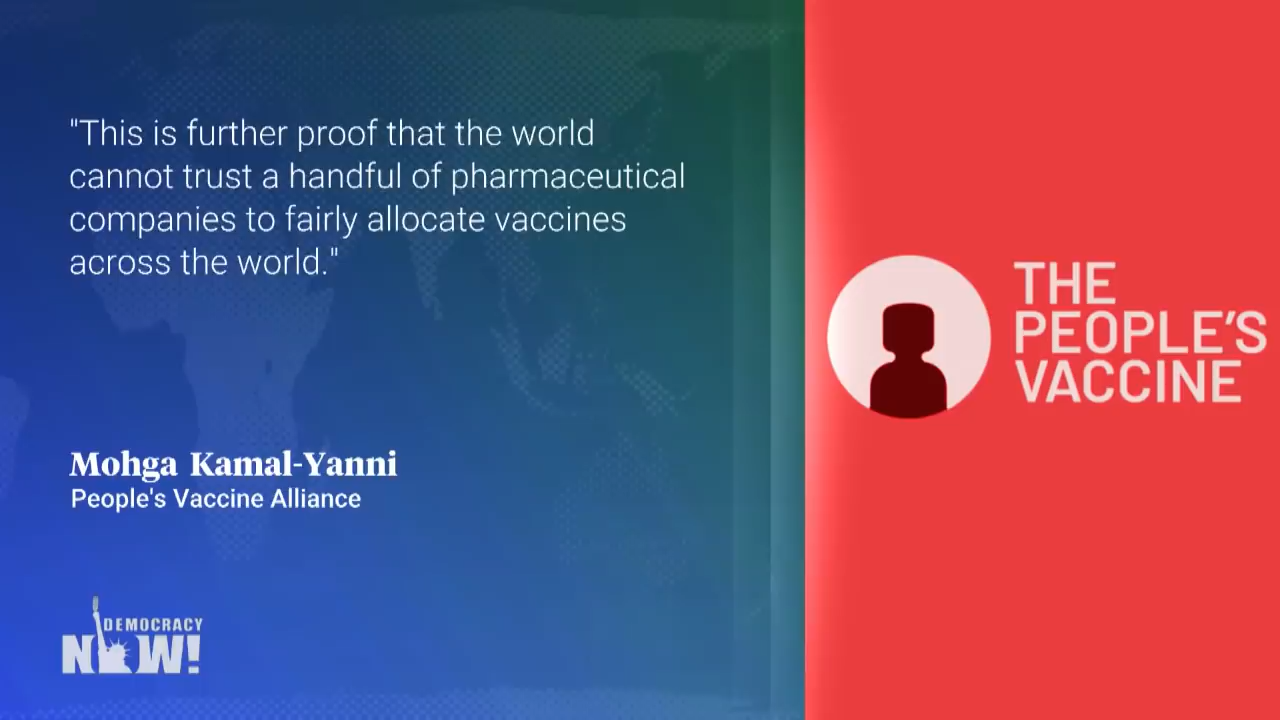 "This is further proof that the world
cannot trust a handful of pharmaceutical
companies to fairly allocate vaccines
across the world."
Mohga Kamal-Yanni
People's Vaccine Alliance
DEMOCRACY
NOW!
THE
PEOPLE'S
VACCINE